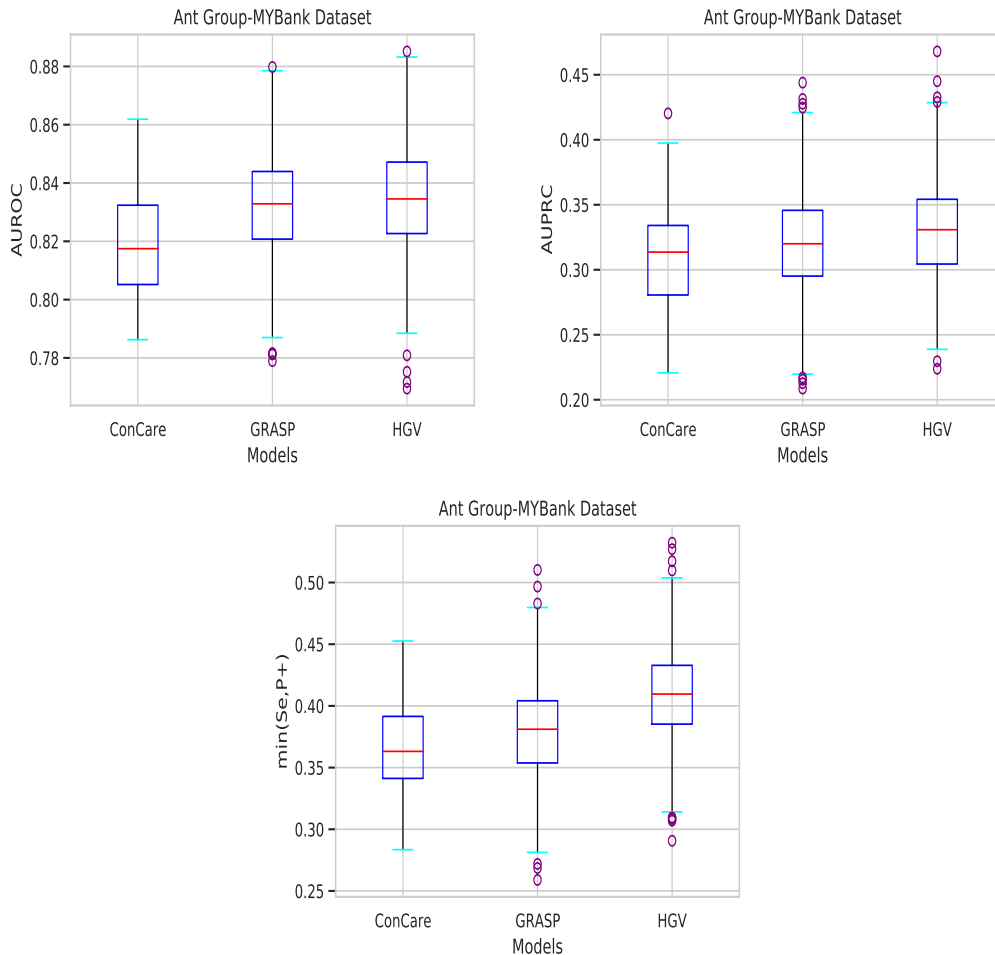 Ant Group-MYBank Dataset
AUROC
0.88
0.86
0.84
0.82
0.80
0.78
ConCare GRASP HGV
Models
Ant Group-MYBank Dataset
AUPRC
0.45
0.40
0.35
0.30
0.25
0.20
ConCare GRASP HGV
Models
Ant Group-MYBank Dataset
min(Se,P+)
0.50
0.45
0.40
0.35
0.30
0.25
ConCare GRASP HGV
Models